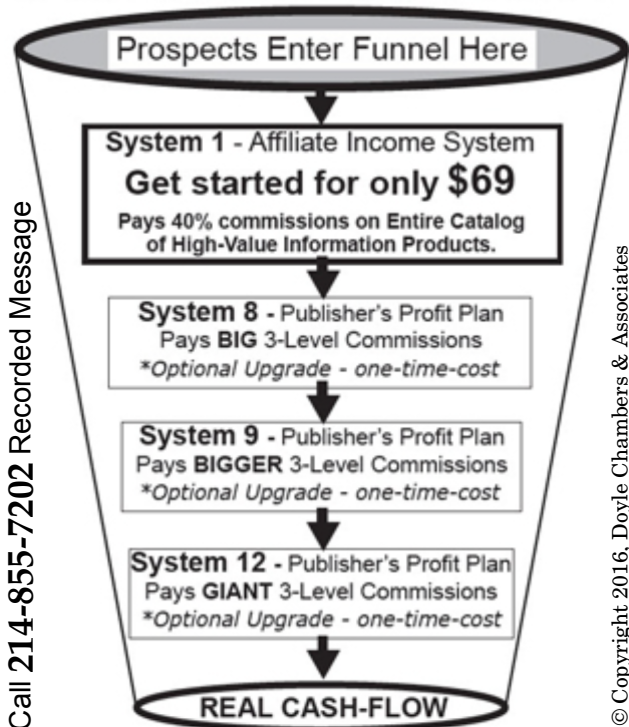 Prospects Enter Funnel Here
System 1 - Affiliate Income System
Get started for only $69
Pays 40% commissions on Entire Catalog
of High-Value Information Products.
System 8 - Publisher's Profit Plan
Pays BIG 3-Level Commissions
*Optional Upgrade - one-time-cost
System 9 - Publisher's Profit Plan
Pays BIGGER 3-Level Commissions
*Optional Upgrade - one-time-cost
System 12 - Publisher's Profit Plan
Pays GIANT 3-Level Commissions
*Optional Upgrade - one-time-cost
REAL CASH-FLOW
Call 214-855-7202 Recorded Message
© Copyright 2016, Doyle Chambers & Associates